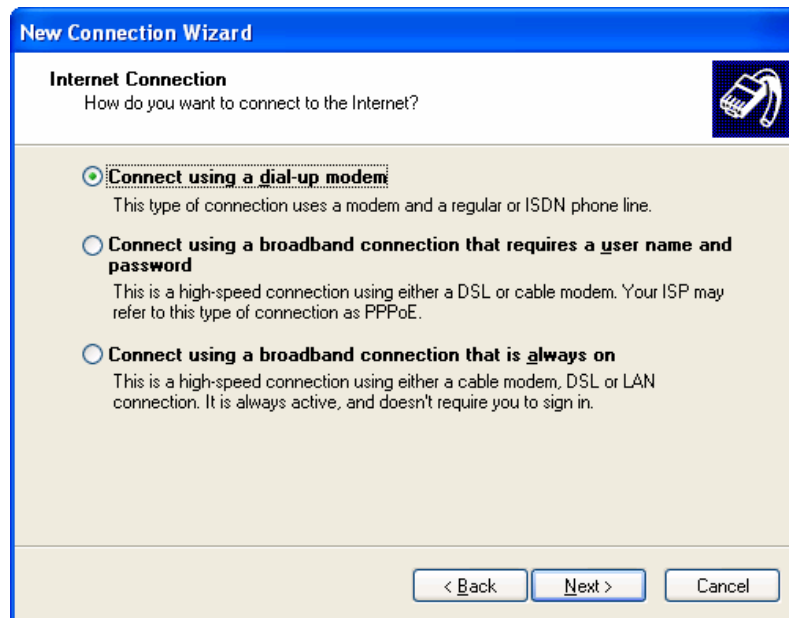 New Connection Wizard
Internet Connection
How do you want to connect to the Internet?
Connect using a dial-up modem
This type of connection uses a modem and a regular or ISDN phone line.
Connect using a broadband connection that requires a user name and
password
This is a high-speed connection using either a DSL or cable modem. Your ISP may
refer to this type of connection as PPPoE.
Connect using a broadband connection that is always on
This is a high-speed connection using either a cable modem, DSL or LAN
connection. It is always active, and doesn't require you to sign in.
< Back Next > Cancel